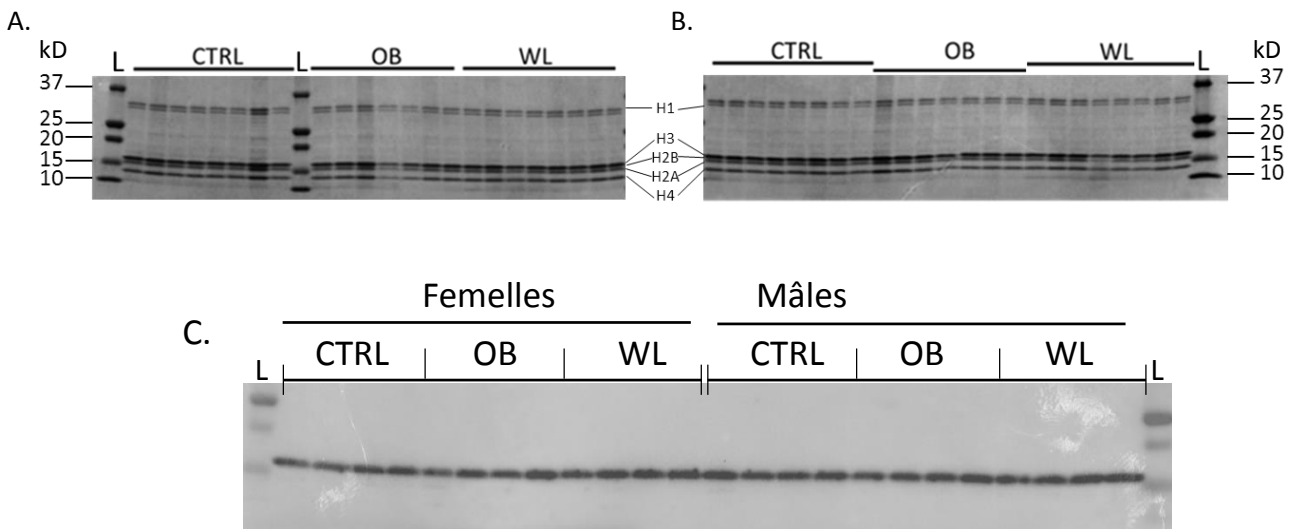 A.
kD
L
CTRL
L
OB
WL
37
25
20
15
10
H1
H3
H2B
H2A
H4
B.
CTRL
OB
WL
L
kD
37
25
20
15
10
Femelles
Mâles
C.
L
CTRL
OB
WL
CTRL
OB
WL
L